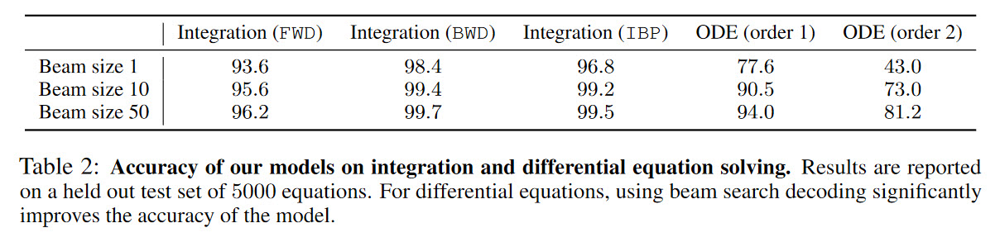 Integration (FWD) Integration (BWD) Integration (IBP) ODE (order 1) ODE (order 2)
Beam size 1 93.6 98.4 96.8 77.6 43.0
Beam size 10 95.6 99.4 99.2 90.5 73.0
Beam size 50 96.2 99.7 99.5 94.0 81.2
Table 2: Accuracy of our models on integration and differential equation solving. Results are reported
on a held out test set of 5000 equations. For differential equations, using beam search decoding significantly
improves the accuracy of the model.